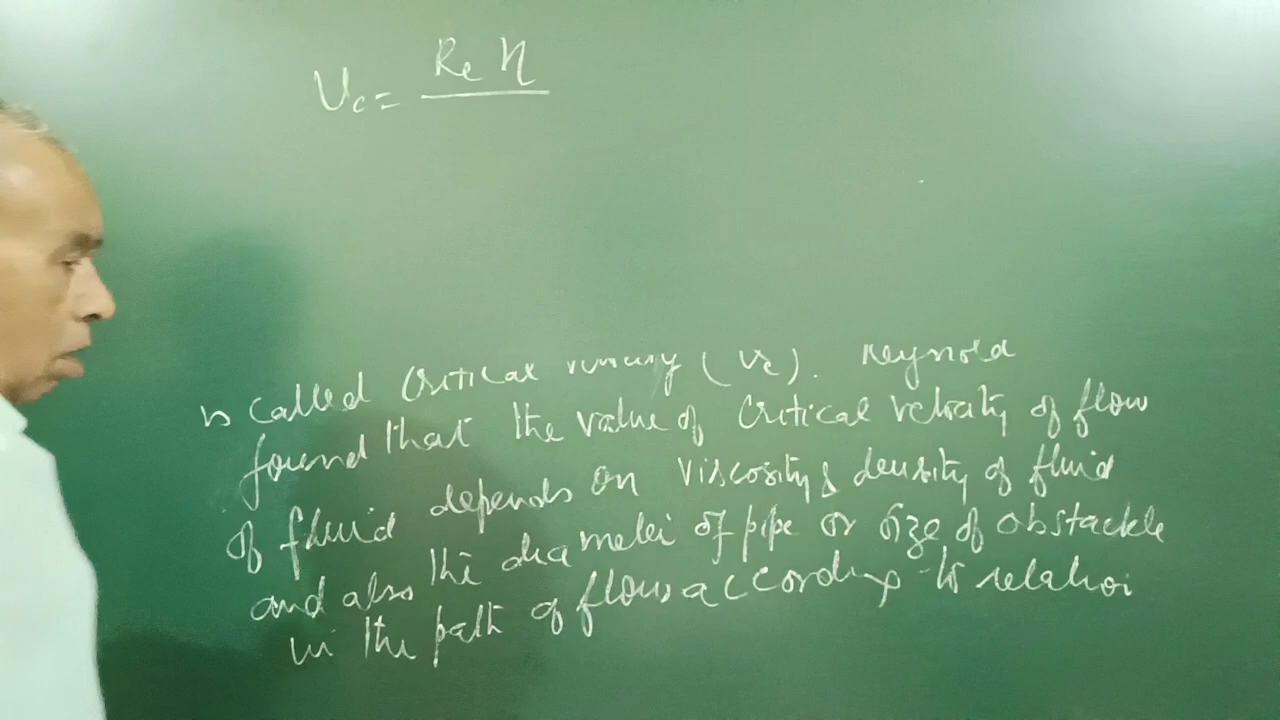 Vc = Re η
is called Critical velocity (Vc). Reynold
found that the value of Critical velocity of flow
of fluid depends on viscosity & density of fluid
and also the diameter of pipe or size of obstackle
in the path of flow according to relation